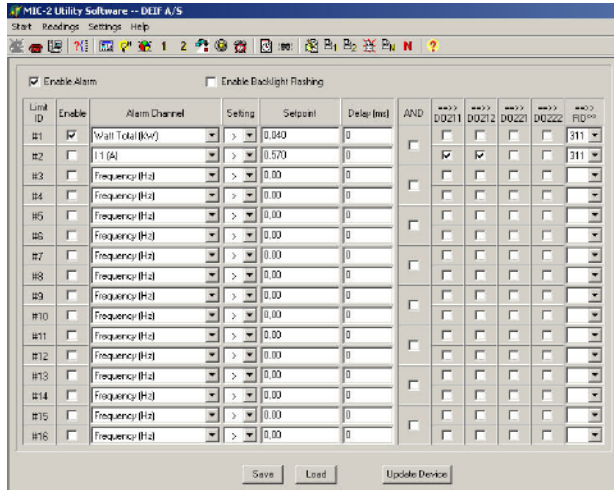 MIC-2 Utility Software -- DEIF A/S
Start Readings Settings Help
1 2 N ?
Enable Alarm Enable Backlight Flashing
Limit ID Enable Alarm Channel Setting Setpoint Delay (ms) AND ==>> DO211 ==>> DO212 ==>> DO221 ==>> DO222 ==>>
#1 Watt Total (kW) > 0.040 0 311
#2 I 1 (A) > 0.570 0 311
#3 Frequency (Hz) > 0.00 0
#4 Frequency (Hz) > 0,00 0
#5 Frequency (Hz) > 0,00 0
#6 Frequency (Hz) > 0,00 0
#7 Frequency (Hz) > 0.00 0
#8 Frequency (Hz) > 0,00 0
#9 Frequency (Hz) > 0,00 0
#10 Frequency (Hz) > 0,00 0
#11 Frequency (Hz) > 0.00 0
#12 Frequency (Hz) > 0,00 0
#13 Frequency (Hz) > 0,00 0
#14 Frequency (Hz) > 0,00 0
#15 Frequency (Hz) > 0.00 0
#16 Frequency (Hz) > 0,00 0
Save Load Update Device